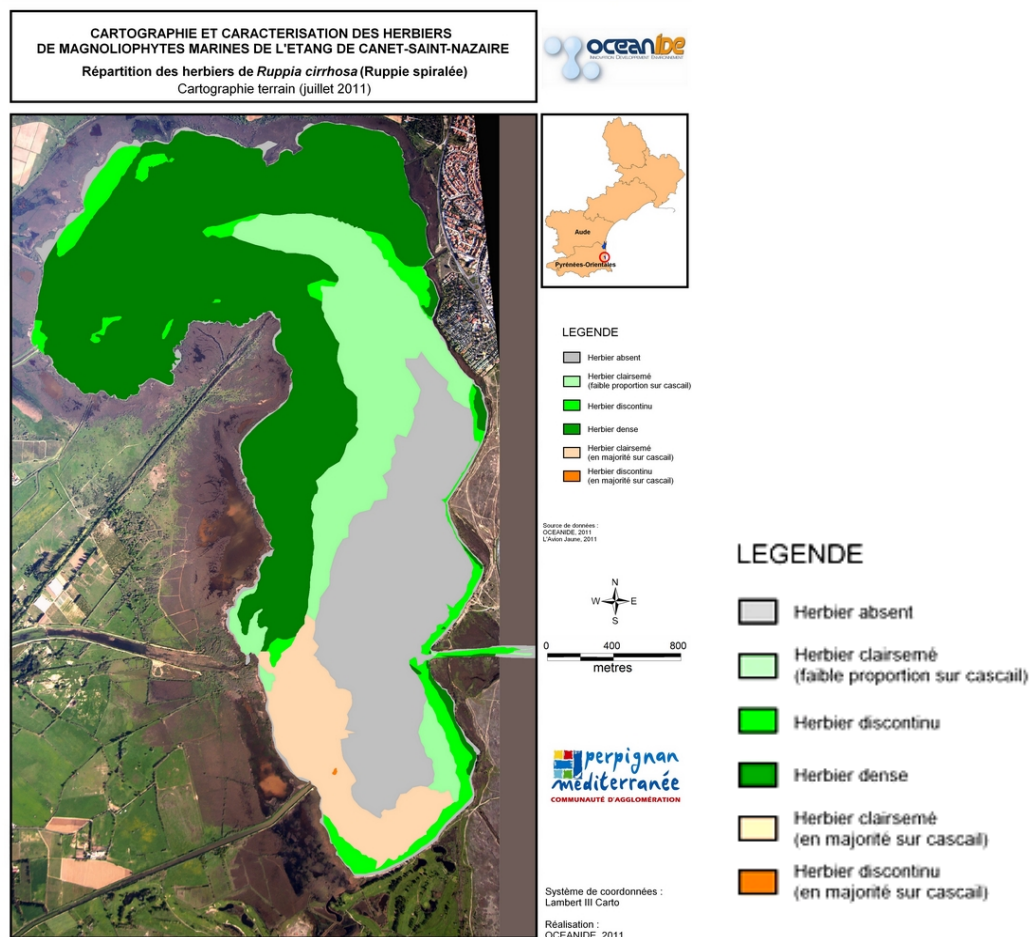 CARTOGRAPHIE ET CARACTERISATION DES HERBIERS
DE MAGNOLIOPHYTES MARINES DE L'ETANG DE CANET-SAINT-NAZAIRE
Répartition des herbiers de Ruppia cirrhosa (Ruppie spiralée)
Cartographie terrain (juillet 2011)
OCEANIDE
INNOVATION DEVELOPPEMENT ENVIRONNEMENT
Aude
Pyrénées-Orientales
LEGENDE
Herbier absent
Herbier clairsemé
(faible proportion sur cascail)
Herbier discontinu
Herbier dense
Herbier clairsemé
(en majorité sur cascail)
Herbier discontinu
(en majorité sur cascail)
Source de données :
OCEANIDE, 2011
L'Avion Jaune, 2011
N
W E
S
0 400 800
metres
perpignan
méditerranée
COMMUNAUTÉ D'AGGLOMÉRATION
Système de coordonnées :
Lambert III Carto
Réalisation :
OCEANIDE, 2011
LEGENDE
Herbier absent
Herbier clairsemé
(faible proportion sur cascail)
Herbier discontinu
Herbier dense
Herbier clairsemé
(en majorité sur cascail)
Herbier discontinu
(en majorité sur cascail)